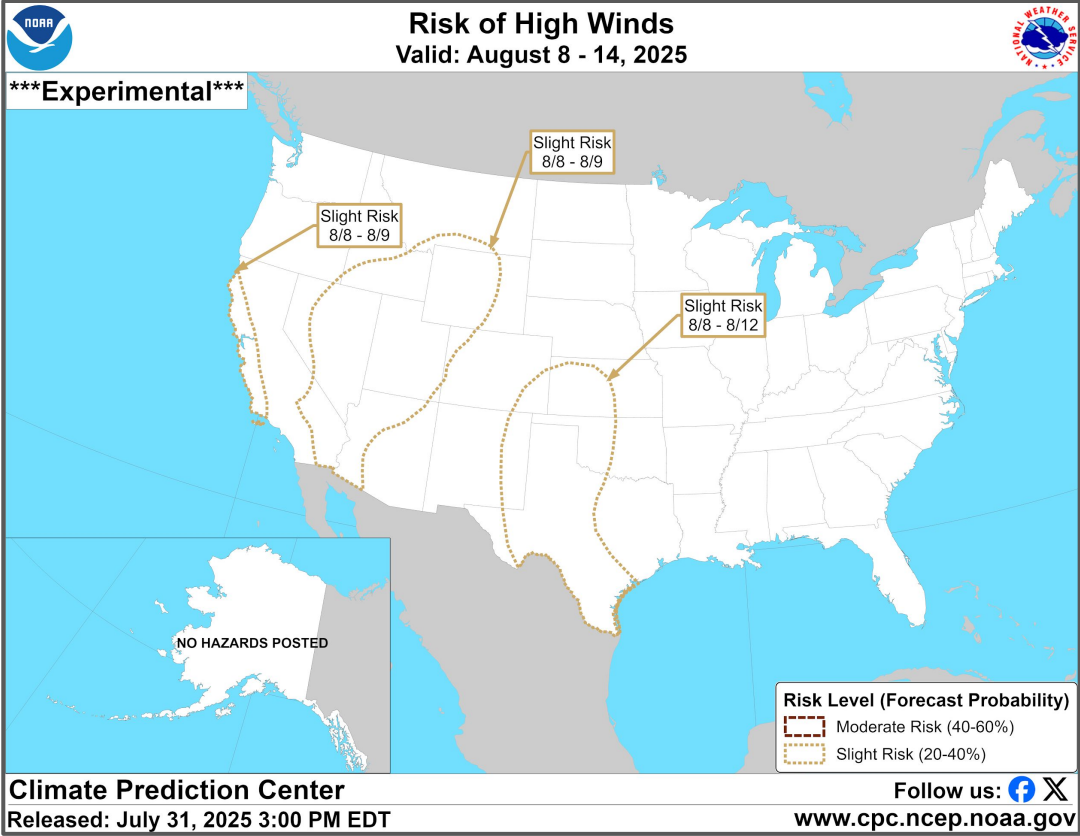 NOAA
Risk of High Winds
Valid: August 8 - 14, 2025
NATIONAL WEATHER SERVICE
***Experimental***
Slight Risk
8/8 - 8/9
Slight Risk
8/8 - 8/9
Slight Risk
8/8 - 8/12
NO HAZARDS POSTED
Risk Level (Forecast Probability)
Moderate Risk (40-60%)
Slight Risk (20-40%)
Climate Prediction Center
Follow us:
Released: July 31, 2025 3:00 PM EDT
www.cpc.ncep.noaa.gov